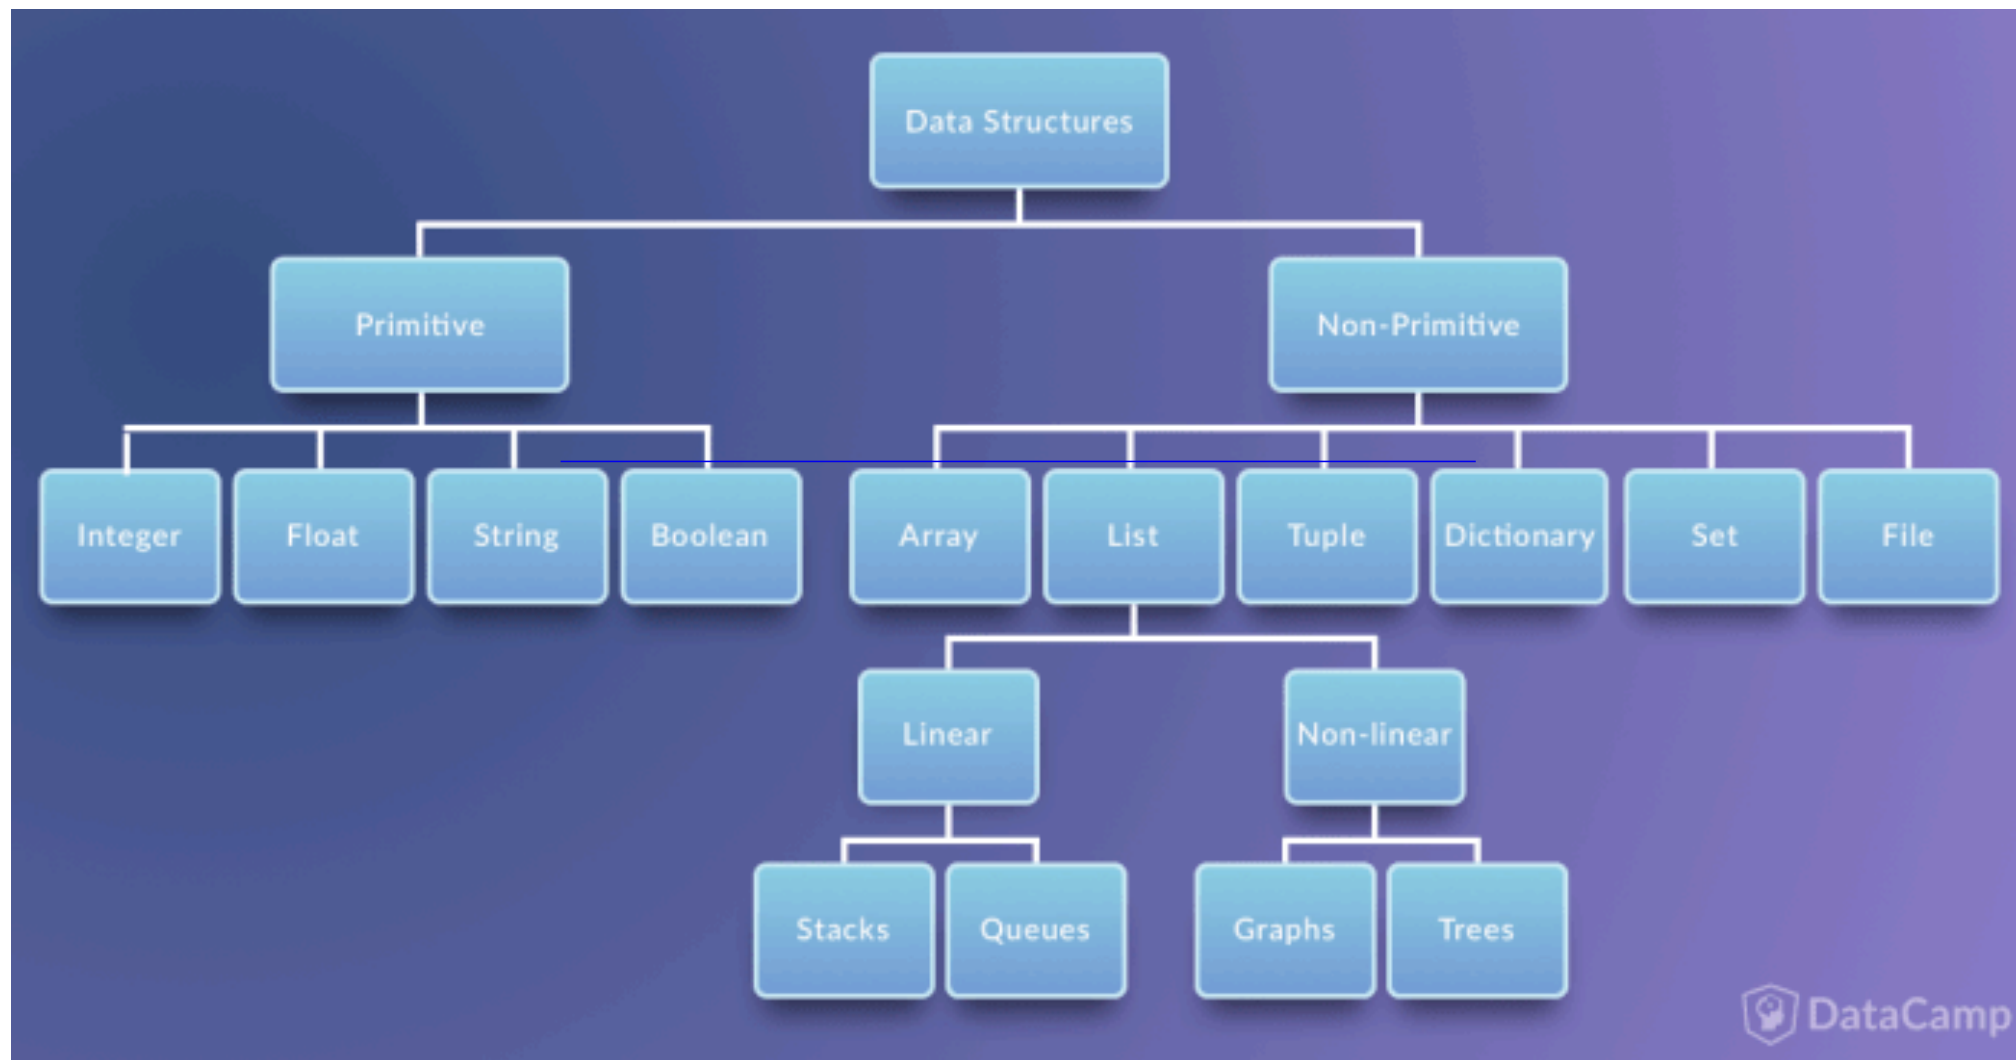 Data Structures
Primitive
Non-Primitive
Integer
Float
String
Boolean
Array
List
Tuple
Dictionary
Set
File
Linear
Non-linear
Stacks
Queues
Graphs
Trees
DataCamp